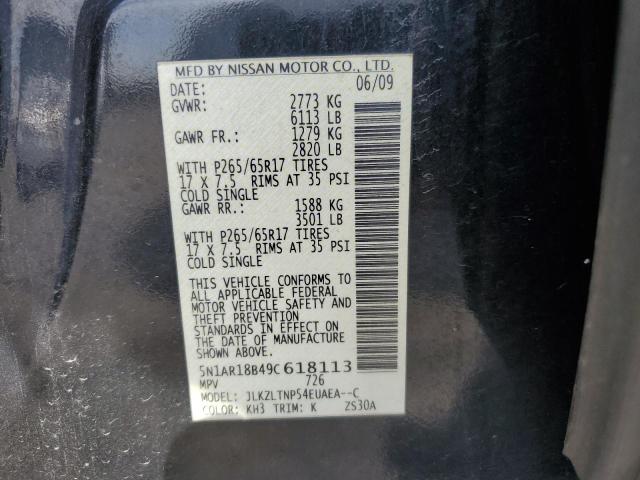 MFD BY NISSAN MOTOR CO., LTD.
DATE: 06/09
GVWR: 2773 KG
6113 LB
GAWR FR.: 1279 KG
2820 LB
WITH P265/65R17 TIRES
17 X 7.5 RIMS AT 35 PSI
COLD SINGLE
GAWR RR.: 1588 KG
3501 LB
WITH P265/65R17 TIRES
17 X 7.5 RIMS AT 35 PSI
COLD SINGLE
THIS VEHICLE CONFORMS TO
ALL APPLICABLE FEDERAL
MOTOR VEHICLE SAFETY AND
THEFT PREVENTION
STANDARDS IN EFFECT ON
THE DATE OF MANUFACTURE
SHOWN ABOVE.
5N1AR18B49C618113
MPV 726
MODEL: JLKZLTNP54EUAEA--C
COLOR: KH3 TRIM: K ZS30A